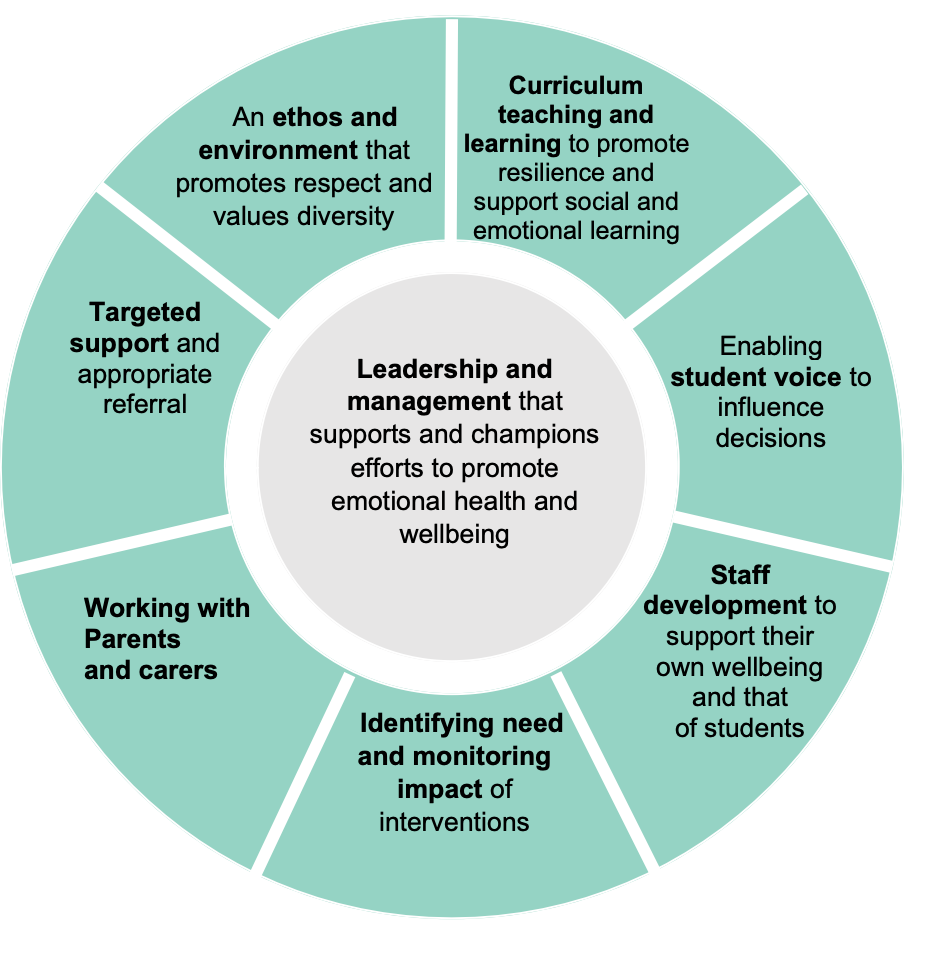 An ethos and
environment that
promotes respect and
values diversity
Curriculum
teaching and
learning to promote
resilience and
support social and
emotional learning
Enabling
student voice to
influence
decisions
Staff
development to
support their
own wellbeing
and that
of students
Identifying need
and monitoring
impact of
interventions
Working with
Parents
and carers
Targeted
support and
appropriate
referral
Leadership and
management that
supports and champions
efforts to promote
emotional health and
wellbeing